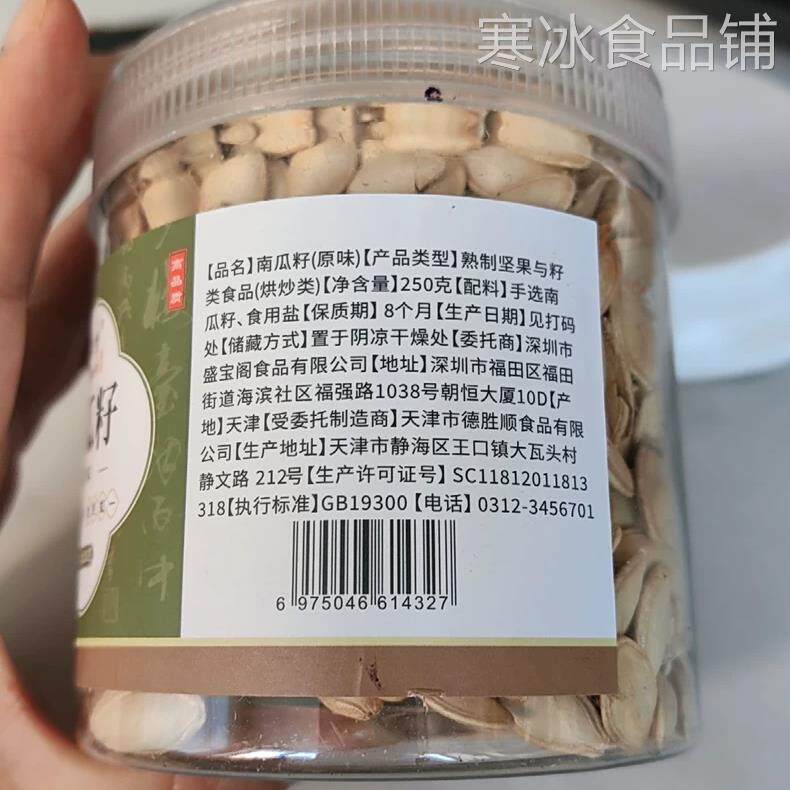 寒冰食品铺
高品质
瓜籽
【品名】南瓜籽(原味)【产品类型】熟制坚果与籽
类食品(烘炒类)【净含量】250克【配料】手选南
瓜籽、食用盐【保质期】8个月【生产日期】见打码
处【储藏方式】置于阴凉干燥处【委托商】深圳市
盛宝阁食品有限公司【地址】深圳市福田区福田
街道海滨社区福强路1038号朝恒大厦10D【产
地】天津【受委托制造商】天津市德胜顺食品有限
公司【生产地址】天津市静海区王口镇大瓦头村
静文路 212号【生产许可证号】SC11812011813
318【执行标准】GB19300 【电话】0312-3456701
6 975046 614327